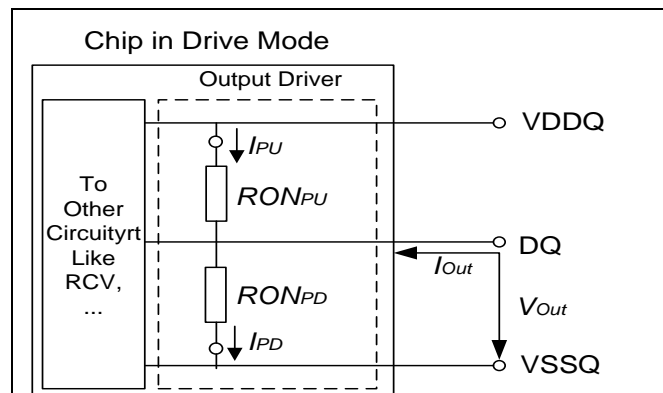 Chip in Drive Mode
Output Driver
VDDQ
IPU
RONPU
To
Other
Circuityrt
Like
RCV,
...
DQ
IOut
RONPD
VOut
IPD
VSSQ